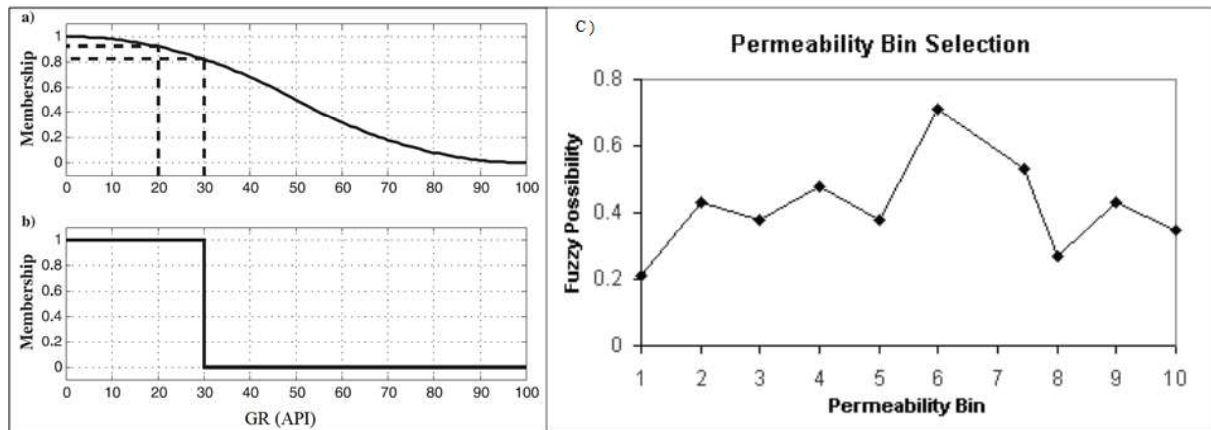 a)
Membership
1
0.8
0.6
0.4
0.2
0
0 10 20 30 40 50 60 70 80 90 100
b)
Membership
1
0.8
0.6
0.4
0.2
0
0 10 20 30 40 50 60 70 80 90 100
GR (API)
C)
Permeability Bin Selection
Fuzzy Possibility
0.8
0.6
0.4
0.2
0
1 2 3 4 5 6 7 8 9 10
Permeability Bin